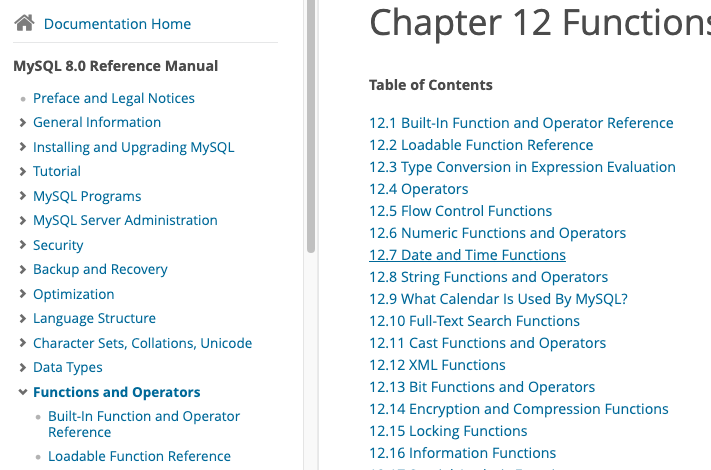 Documentation Home
MySQL 8.0 Reference Manual
Preface and Legal Notices
General Information
Installing and Upgrading MySQL
Tutorial
MySQL Programs
MySQL Server Administration
Security
Backup and Recovery
Optimization
Language Structure
Character Sets, Collations, Unicode
Data Types
Functions and Operators
Built-In Function and Operator
Reference
Loadable Function Reference
Chapter 12 Functions
Table of Contents
12.1 Built-In Function and Operator Reference
12.2 Loadable Function Reference
12.3 Type Conversion in Expression Evaluation
12.4 Operators
12.5 Flow Control Functions
12.6 Numeric Functions and Operators
12.7 Date and Time Functions
12.8 String Functions and Operators
12.9 What Calendar Is Used By MySQL?
12.10 Full-Text Search Functions
12.11 Cast Functions and Operators
12.12 XML Functions
12.13 Bit Functions and Operators
12.14 Encryption and Compression Functions
12.15 Locking Functions
12.16 Information Functions